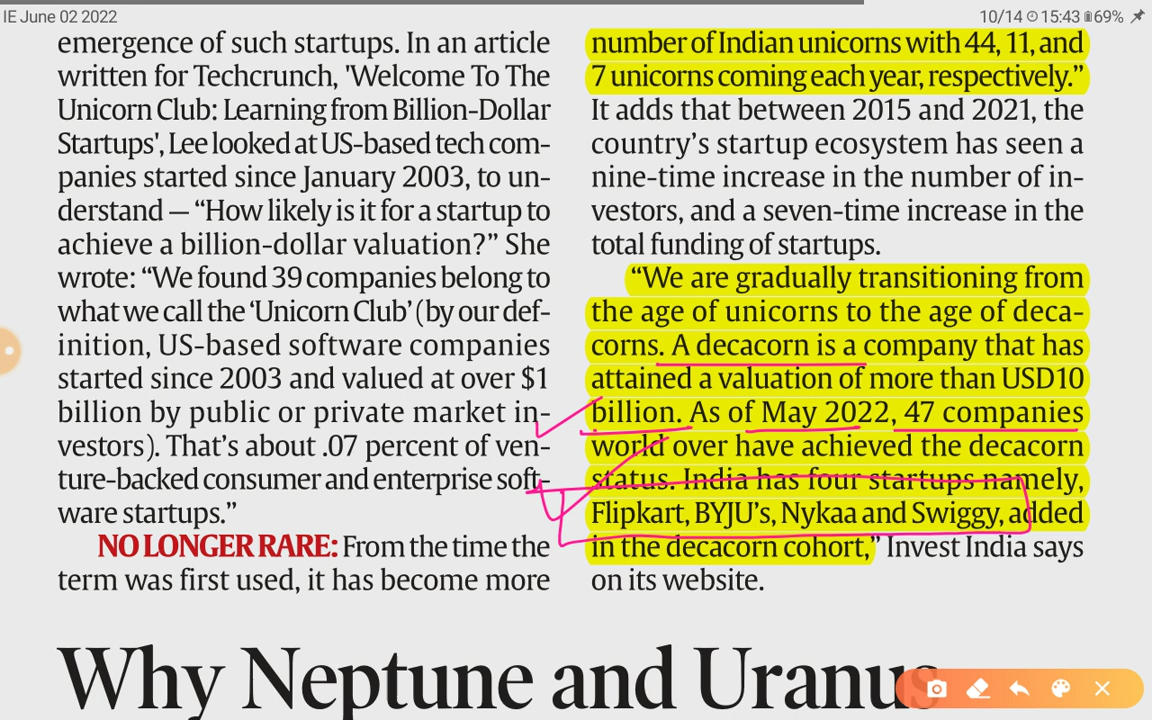 IE June 02 2022
10/14 15:43 69%
emergence of such startups. In an article
written for Techcrunch, 'Welcome To The
Unicorn Club: Learning from Billion-Dollar
Startups', Lee looked at US-based tech com-
panies started since January 2003, to un-
derstand — “How likely is it for a startup to
achieve a billion-dollar valuation?” She
wrote: “We found 39 companies belong to
what we call the ‘Unicorn Club’ (by our def-
inition, US-based software companies
started since 2003 and valued at over $1
billion by public or private market in-
vestors). That’s about .07 percent of ven-
ture-backed consumer and enterprise soft-
ware startups.”
NO LONGER RARE: From the time the
term was first used, it has become more
number of Indian unicorns with 44, 11, and
7 unicorns coming each year, respectively.”
It adds that between 2015 and 2021, the
country’s startup ecosystem has seen a
nine-time increase in the number of in-
vestors, and a seven-time increase in the
total funding of startups.
“We are gradually transitioning from
the age of unicorns to the age of deca-
corns. A decacorn is a company that has
attained a valuation of more than USD10
billion. As of May 2022, 47 companies
world over have achieved the decacorn
status. India has four startups namely,
Flipkart, BYJU’s, Nykaa and Swiggy, added
in the decacorn cohort,” Invest India says
on its website.
Why Neptune and Uranus